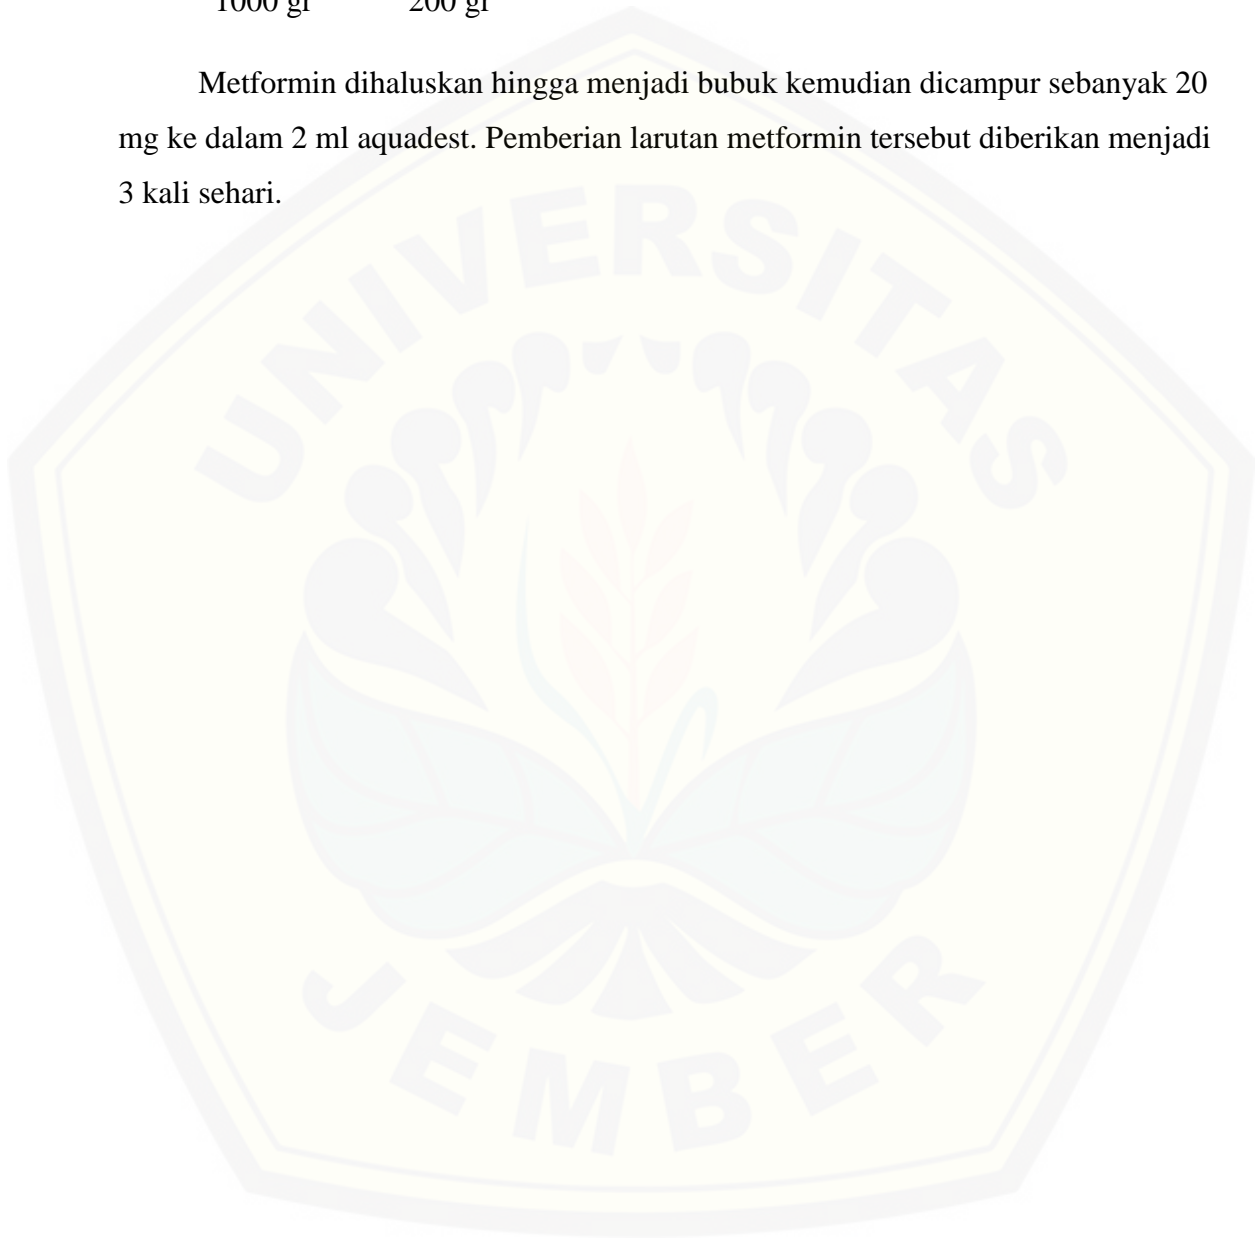 1000 gr 200 gr
Metformin dihaluskan hingga menjadi bubuk kemudian dicampur sebanyak 20
mg ke dalam 2 ml aquadest. Pemberian larutan metformin tersebut diberikan menjadi
3 kali sehari.
UNIVERSITAS
JEMBER